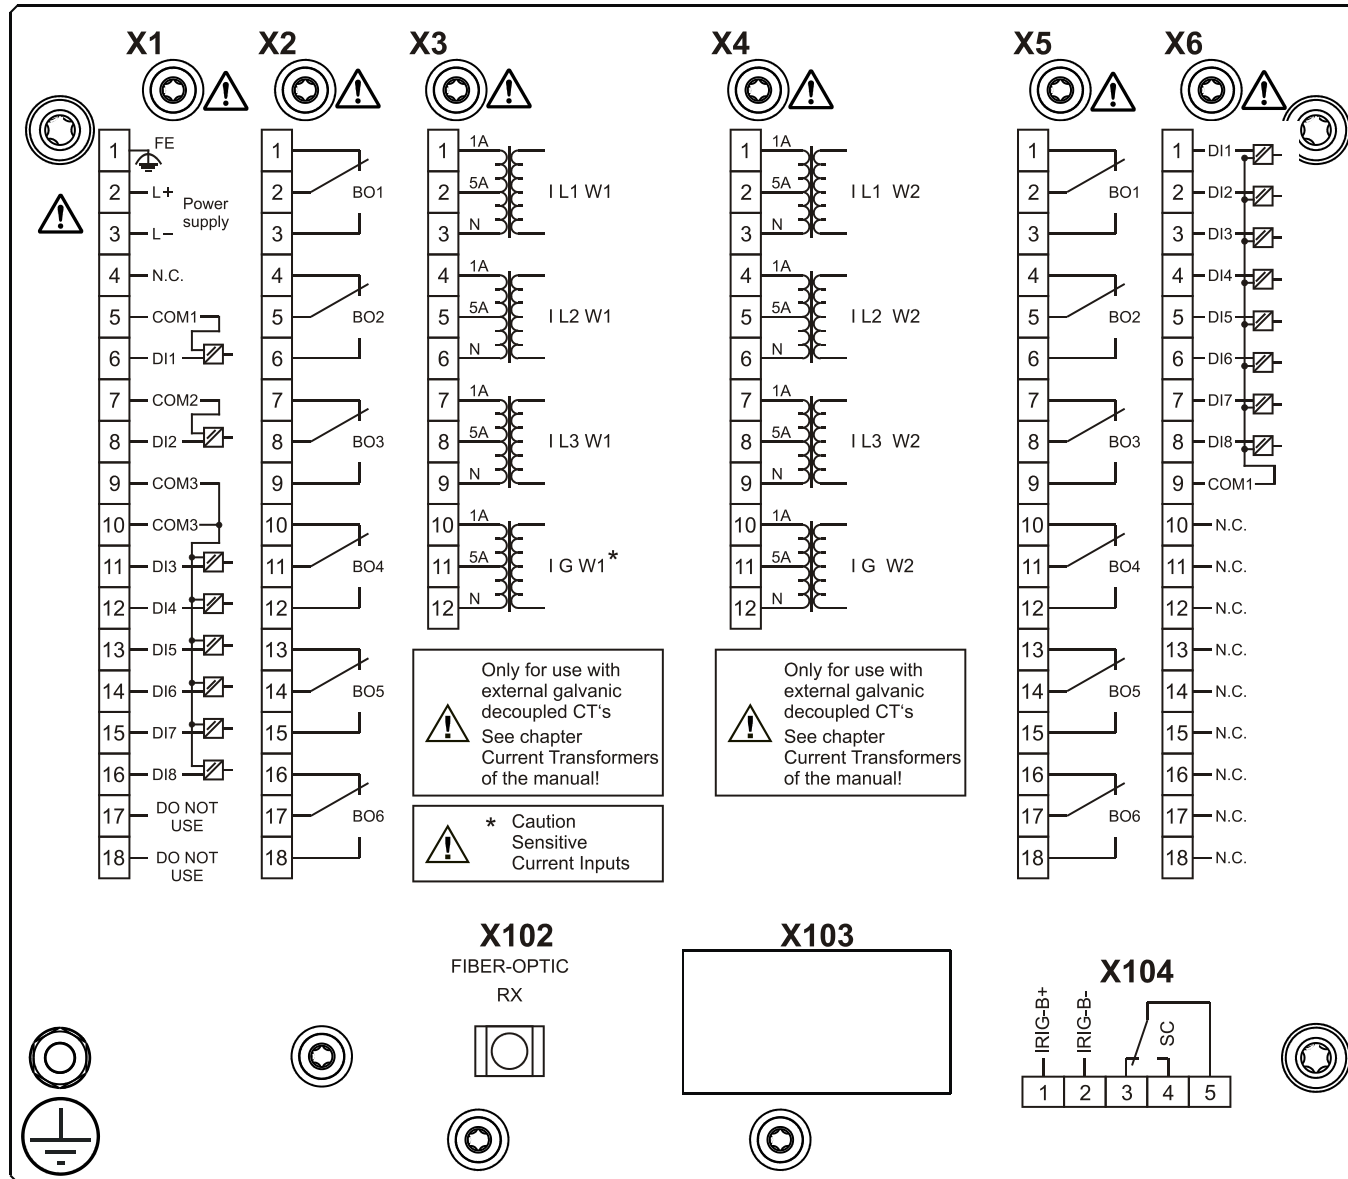 X1
X2
X3
X4
X5
X6
1 FE
2 L+
Power
supply
3 L–
4 N.C.
5 COM1
6 DI1
7 COM2
8 DI2
9 COM3
10 COM3
11 DI3
12 DI4
13 DI5
14 DI6
15 DI7
16 DI8
17 DO NOT
USE
18 DO NOT
USE
1
2 BO1
3
4
5 BO2
6
7
8 BO3
9
10
11 BO4
12
13
14 BO5
15
16
17 BO6
18
1 1A
2 5A I L1 W1
3 N
4 1A
5 5A I L2 W1
6 N
7 1A
8 5A I L3 W1
9 N
10 1A
11 5A I G W1*
12 N
Only for use with
external galvanic
decoupled CT‘s
See chapter
Current Transformers
of the manual!
* Caution
Sensitive
Current Inputs
1 1A
2 5A I L1 W2
3 N
4 1A
5 5A I L2 W2
6 N
7 1A
8 5A I L3 W2
9 N
10 1A
11 5A I G W2
12 N
Only for use with
external galvanic
decoupled CT‘s
See chapter
Current Transformers
of the manual!
1
2 BO1
3
4
5 BO2
6
7
8 BO3
9
10
11 BO4
12
13
14 BO5
15
16
17 BO6
18
1 DI1
2 DI2
3 DI3
4 DI4
5 DI5
6 DI6
7 DI7
8 DI8
9 COM1
10 N.C.
11 N.C.
12 N.C.
13 N.C.
14 N.C.
15 N.C.
16 N.C.
17 N.C.
18 N.C.
X102
FIBER-OPTIC
RX
X103
X104
IRIG-B+
IRIG-B-
SC
1 2 3 4 5